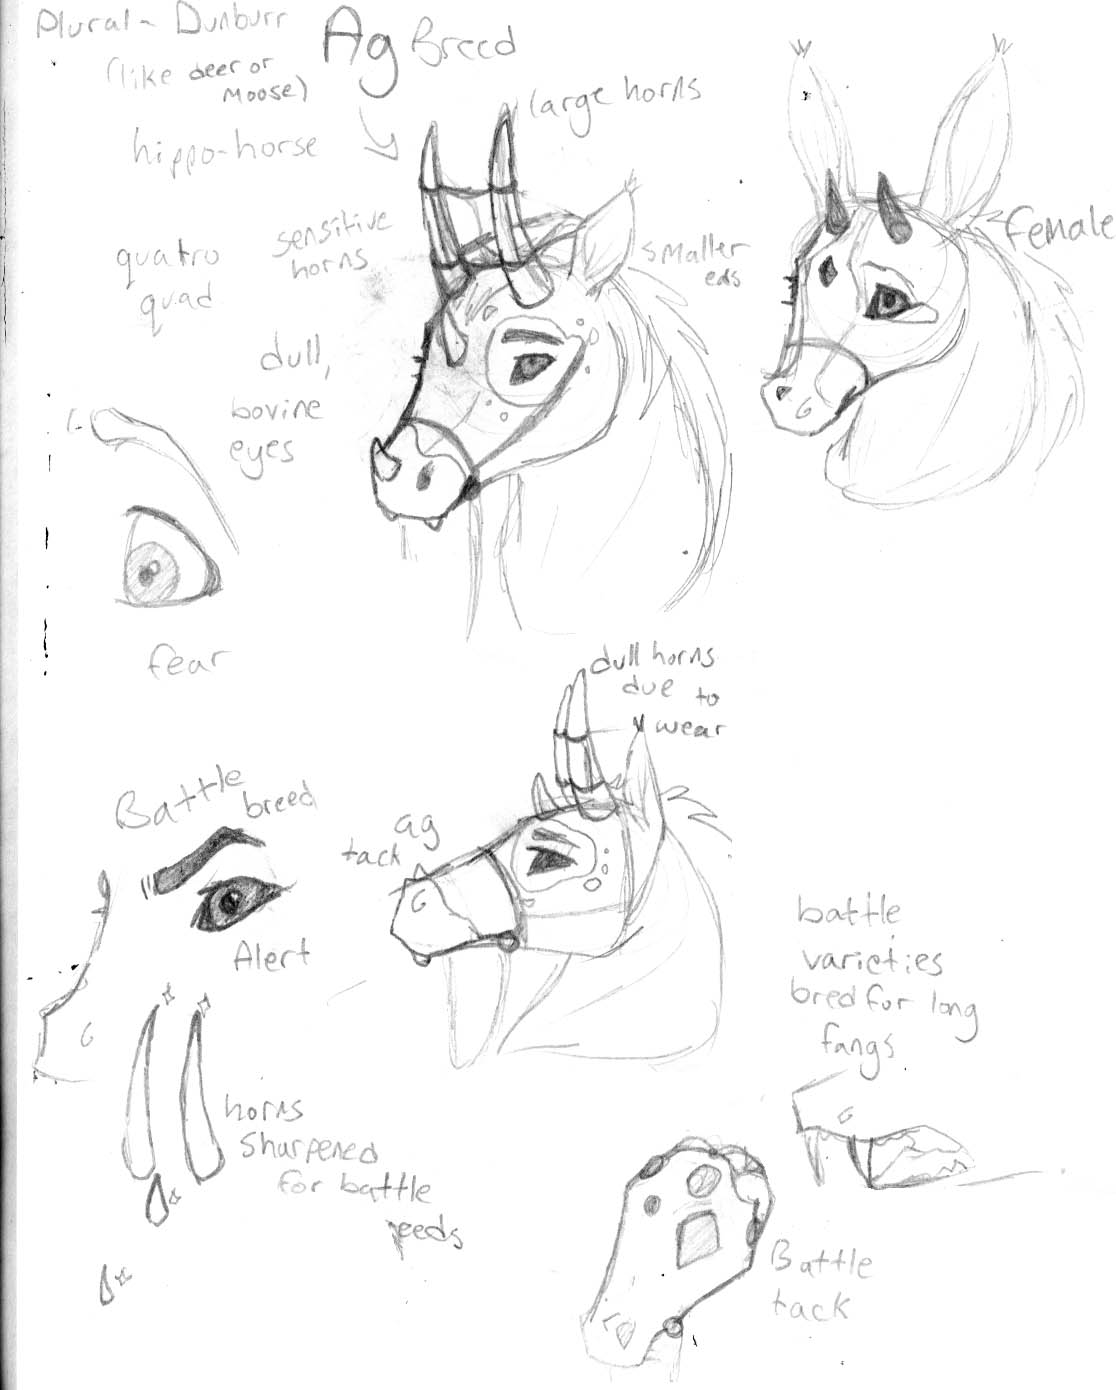 Plural ~ Dunburr
(like deer or
moose)
Ag Breed
large horns
hippo-horse
sensitive
horns
quatro
quad
smaller
ears
female
dull,
bovine
eyes
fear
dull horns
due to
wear
Battle
breed
Alert
ag
tack
battle
varieties
bred for long
fangs
horns
sharpened
for battle
needs
Battle
tack